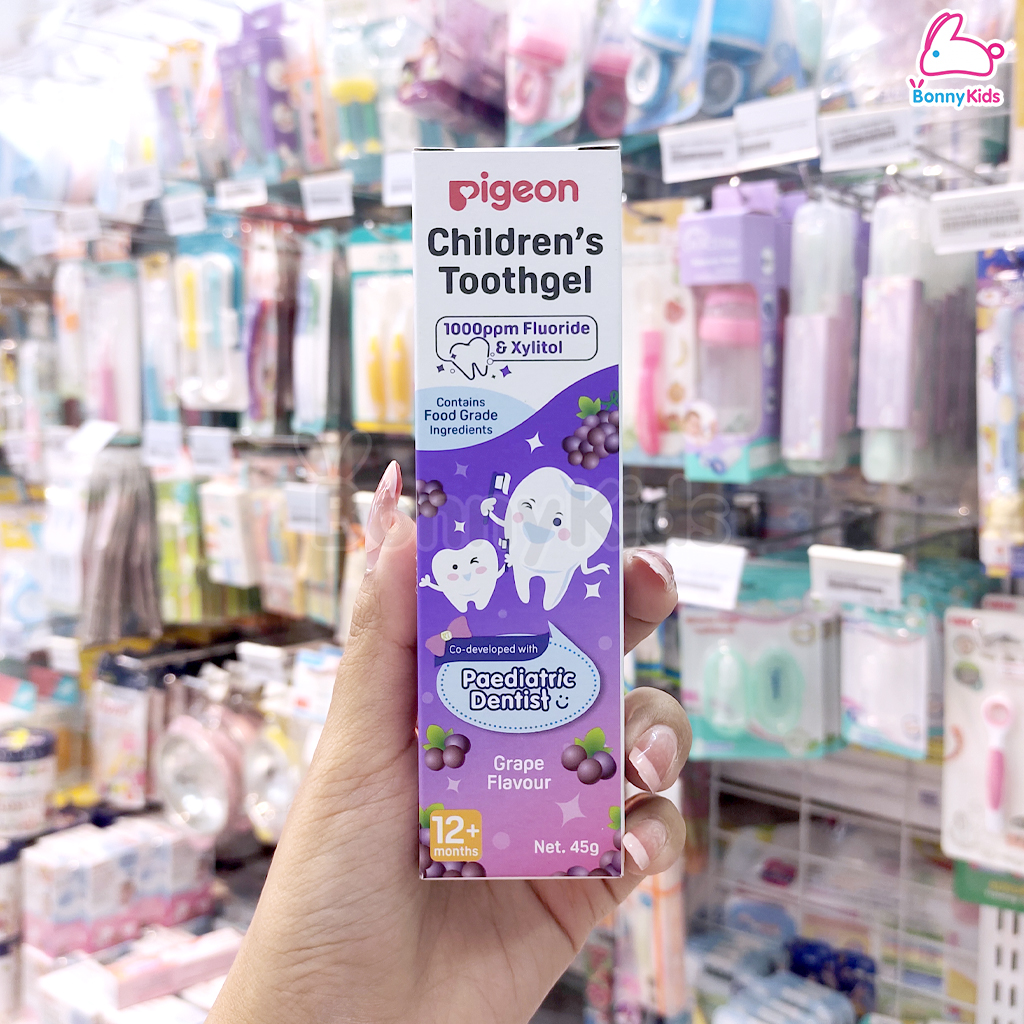 BonnyKids
pigeon
Children's
Toothgel
1000ppm Fluoride
& Xylitol
Contains
Food Grade
Ingredients
BonnyKids
Co-developed with
Paediatric
Dentist
Grape
Flavour
12+
months
Net. 45g